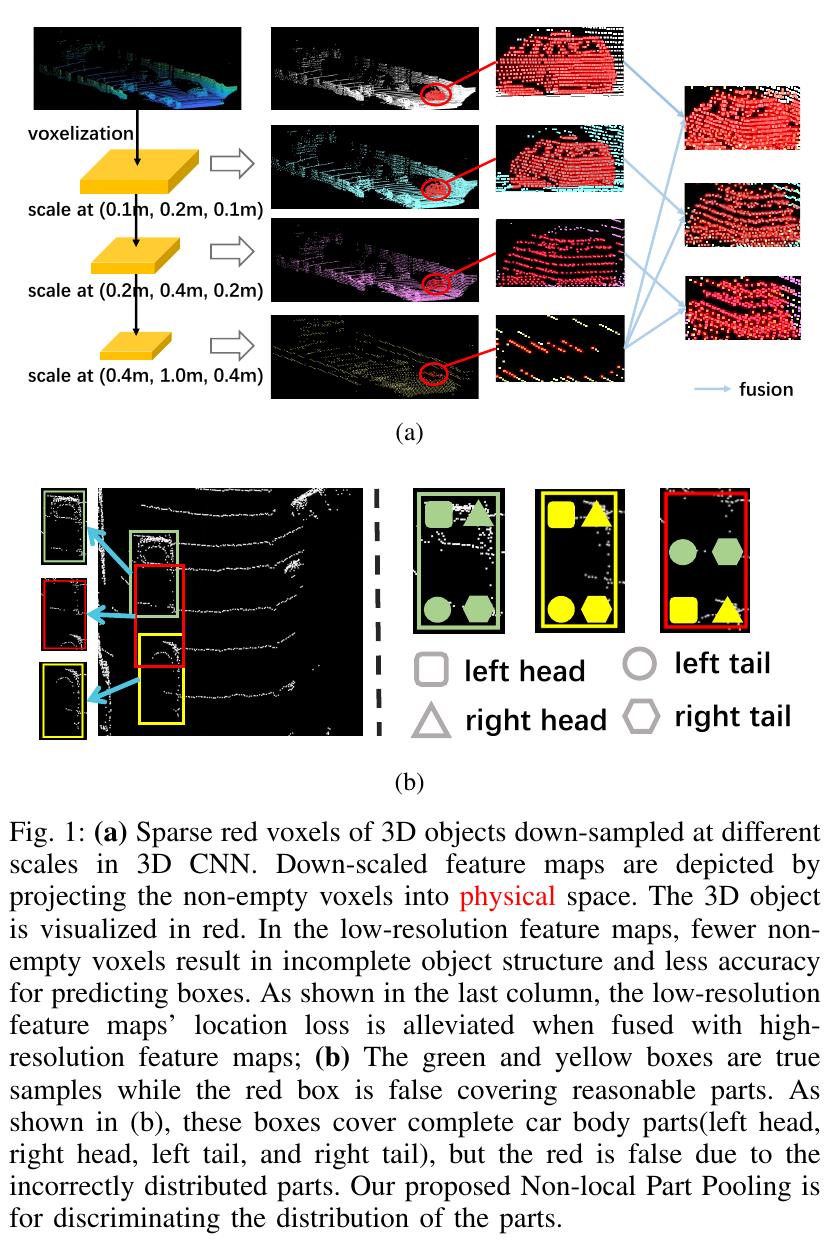 voxelization
scale at (0.1m, 0.2m, 0.1m)
scale at (0.2m, 0.4m, 0.2m)
scale at (0.4m, 1.0m, 0.4m)
fusion
(a)
left head
left tail
right head
right tail
(b)
Fig. 1: (a) Sparse red voxels of 3D objects down-sampled at different
scales in 3D CNN. Down-scaled feature maps are depicted by
projecting the non-empty voxels into physical space. The 3D object
is visualized in red. In the low-resolution feature maps, fewer non-
empty voxels result in incomplete object structure and less accuracy
for predicting boxes. As shown in the last column, the low-resolution
feature maps’ location loss is alleviated when fused with high-
resolution feature maps; (b) The green and yellow boxes are true
samples while the red box is false covering reasonable parts. As
shown in (b), these boxes cover complete car body parts(left head,
right head, left tail, and right tail), but the red is false due to the
incorrectly distributed parts. Our proposed Non-local Part Pooling is
for discriminating the distribution of the parts.